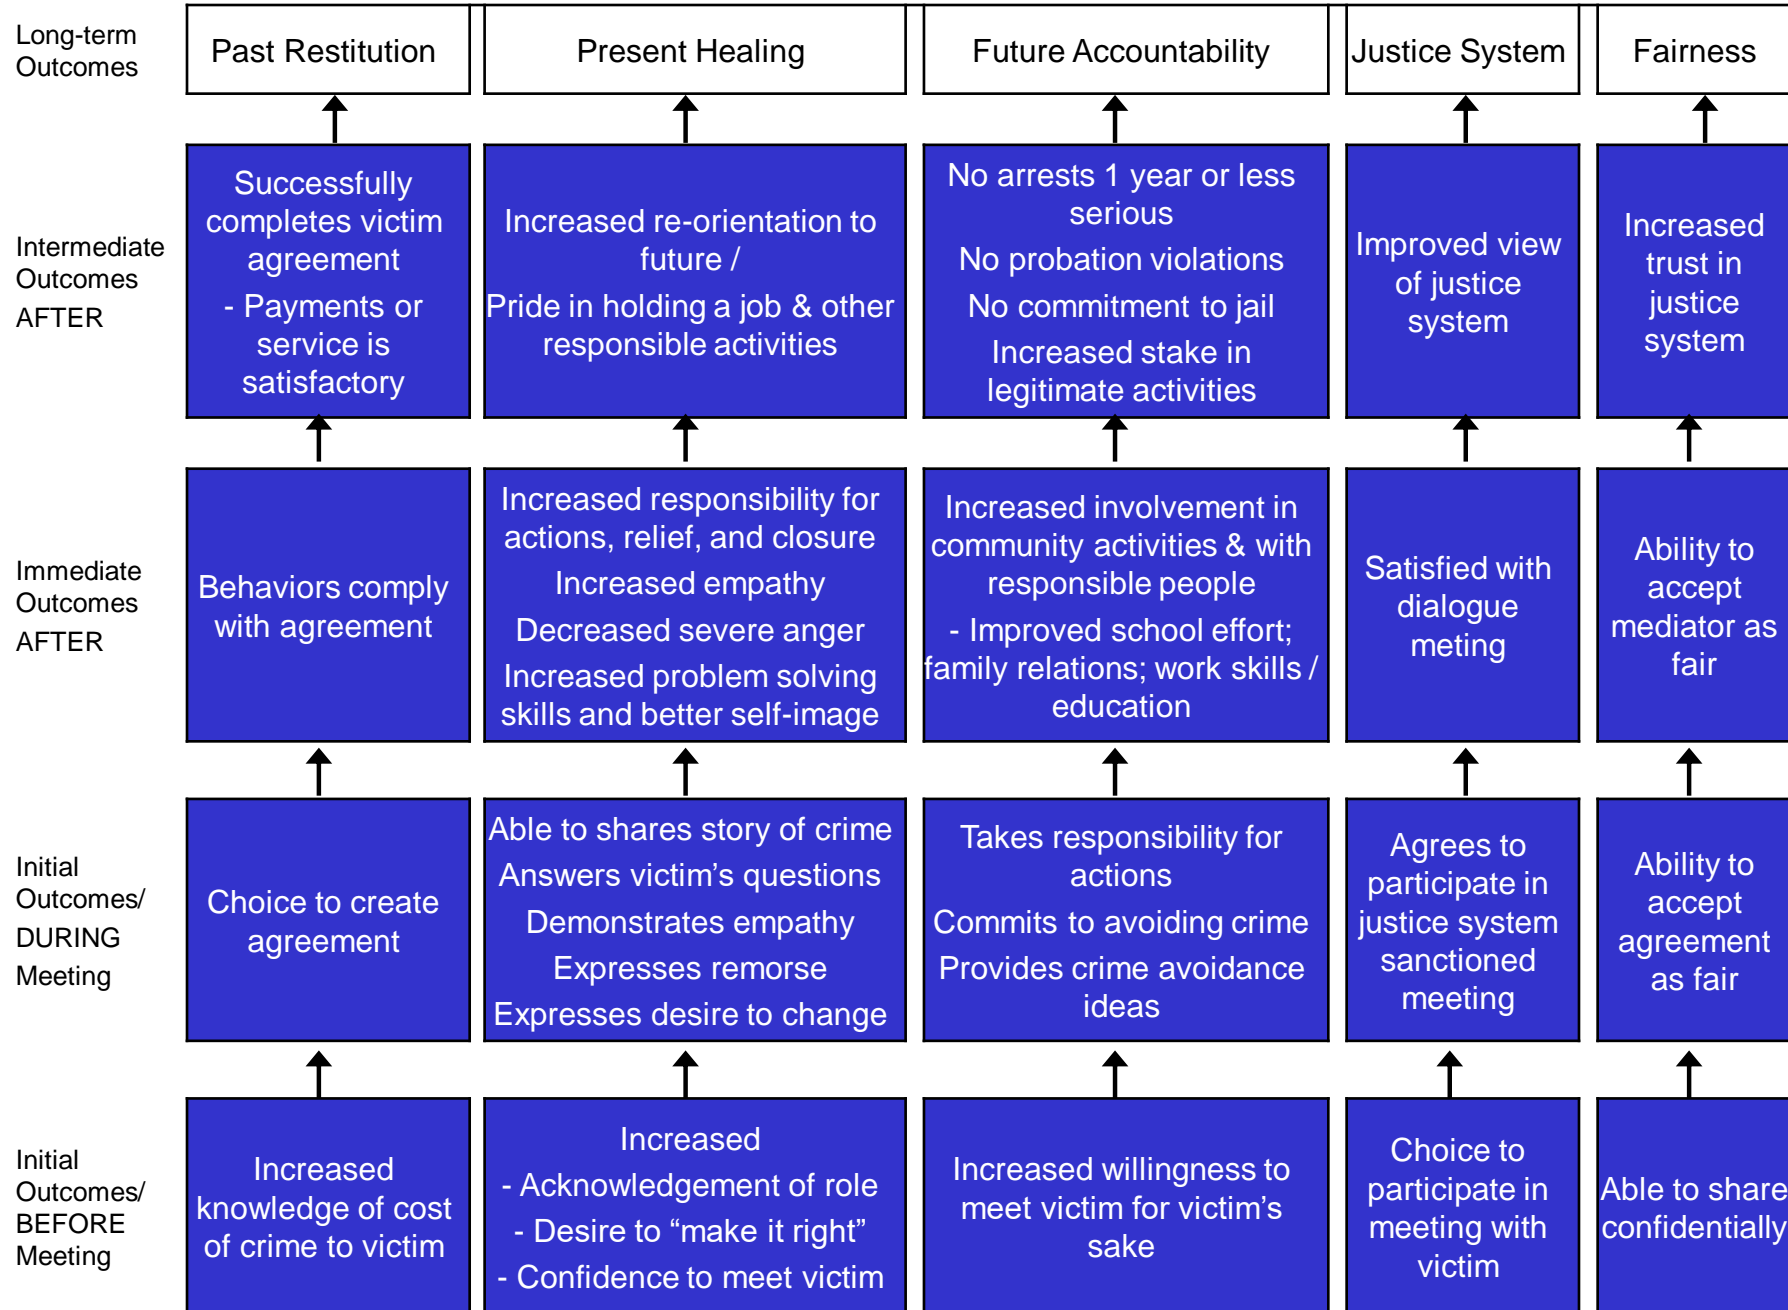 Long-term
Outcomes
Past Restitution
Present Healing
Future Accountability
Justice System
Fairness
Intermediate
Outcomes
AFTER
Successfully
completes victim
agreement
- Payments or
service is
satisfactory
Increased re-orientation to
future /
Pride in holding a job & other
responsible activities
No arrests 1 year or less
serious
No probation violations
No commitment to jail
Increased stake in
legitimate activities
Improved view
of justice
system
Increased
trust in
justice
system
Immediate
Outcomes
AFTER
Behaviors comply
with agreement
Increased responsibility for
actions, relief, and closure
Increased empathy
Decreased severe anger
Increased problem solving
skills and better self-image
Increased involvement in
community activities & with
responsible people
- Improved school effort;
family relations; work skills /
education
Satisfied with
dialogue
meting
Ability to
accept
mediator as
fair
Initial
Outcomes/
DURING
Meeting
Choice to create
agreement
Able to shares story of crime
Answers victim’s questions
Demonstrates empathy
Expresses remorse
Expresses desire to change
Takes responsibility for
actions
Commits to avoiding crime
Provides crime avoidance
ideas
Agrees to
participate in
justice system
sanctioned
meeting
Ability to
accept
agreement
as fair
Initial
Outcomes/
BEFORE
Meeting
Increased
knowledge of cost
of crime to victim
Increased
- Acknowledgement of role
- Desire to “make it right”
- Confidence to meet victim
Increased willingness to
meet victim for victim’s
sake
Choice to
participate in
meeting with
victim
Able to share
confidentially